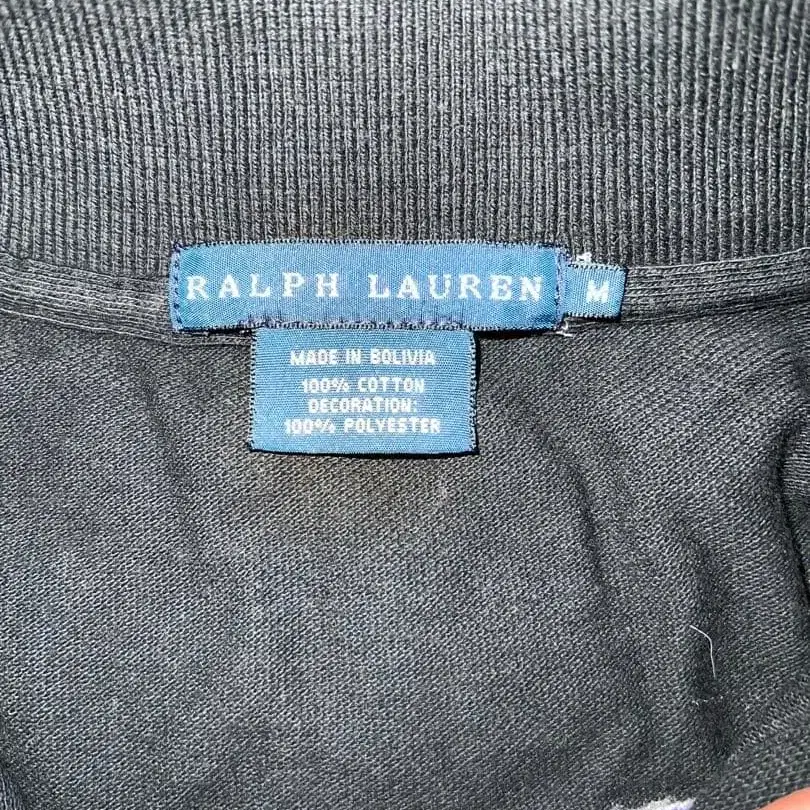 RALPH LAUREN M
MADE IN BOLIVIA
100% COTTON
DECORATION:
100% POLYESTER